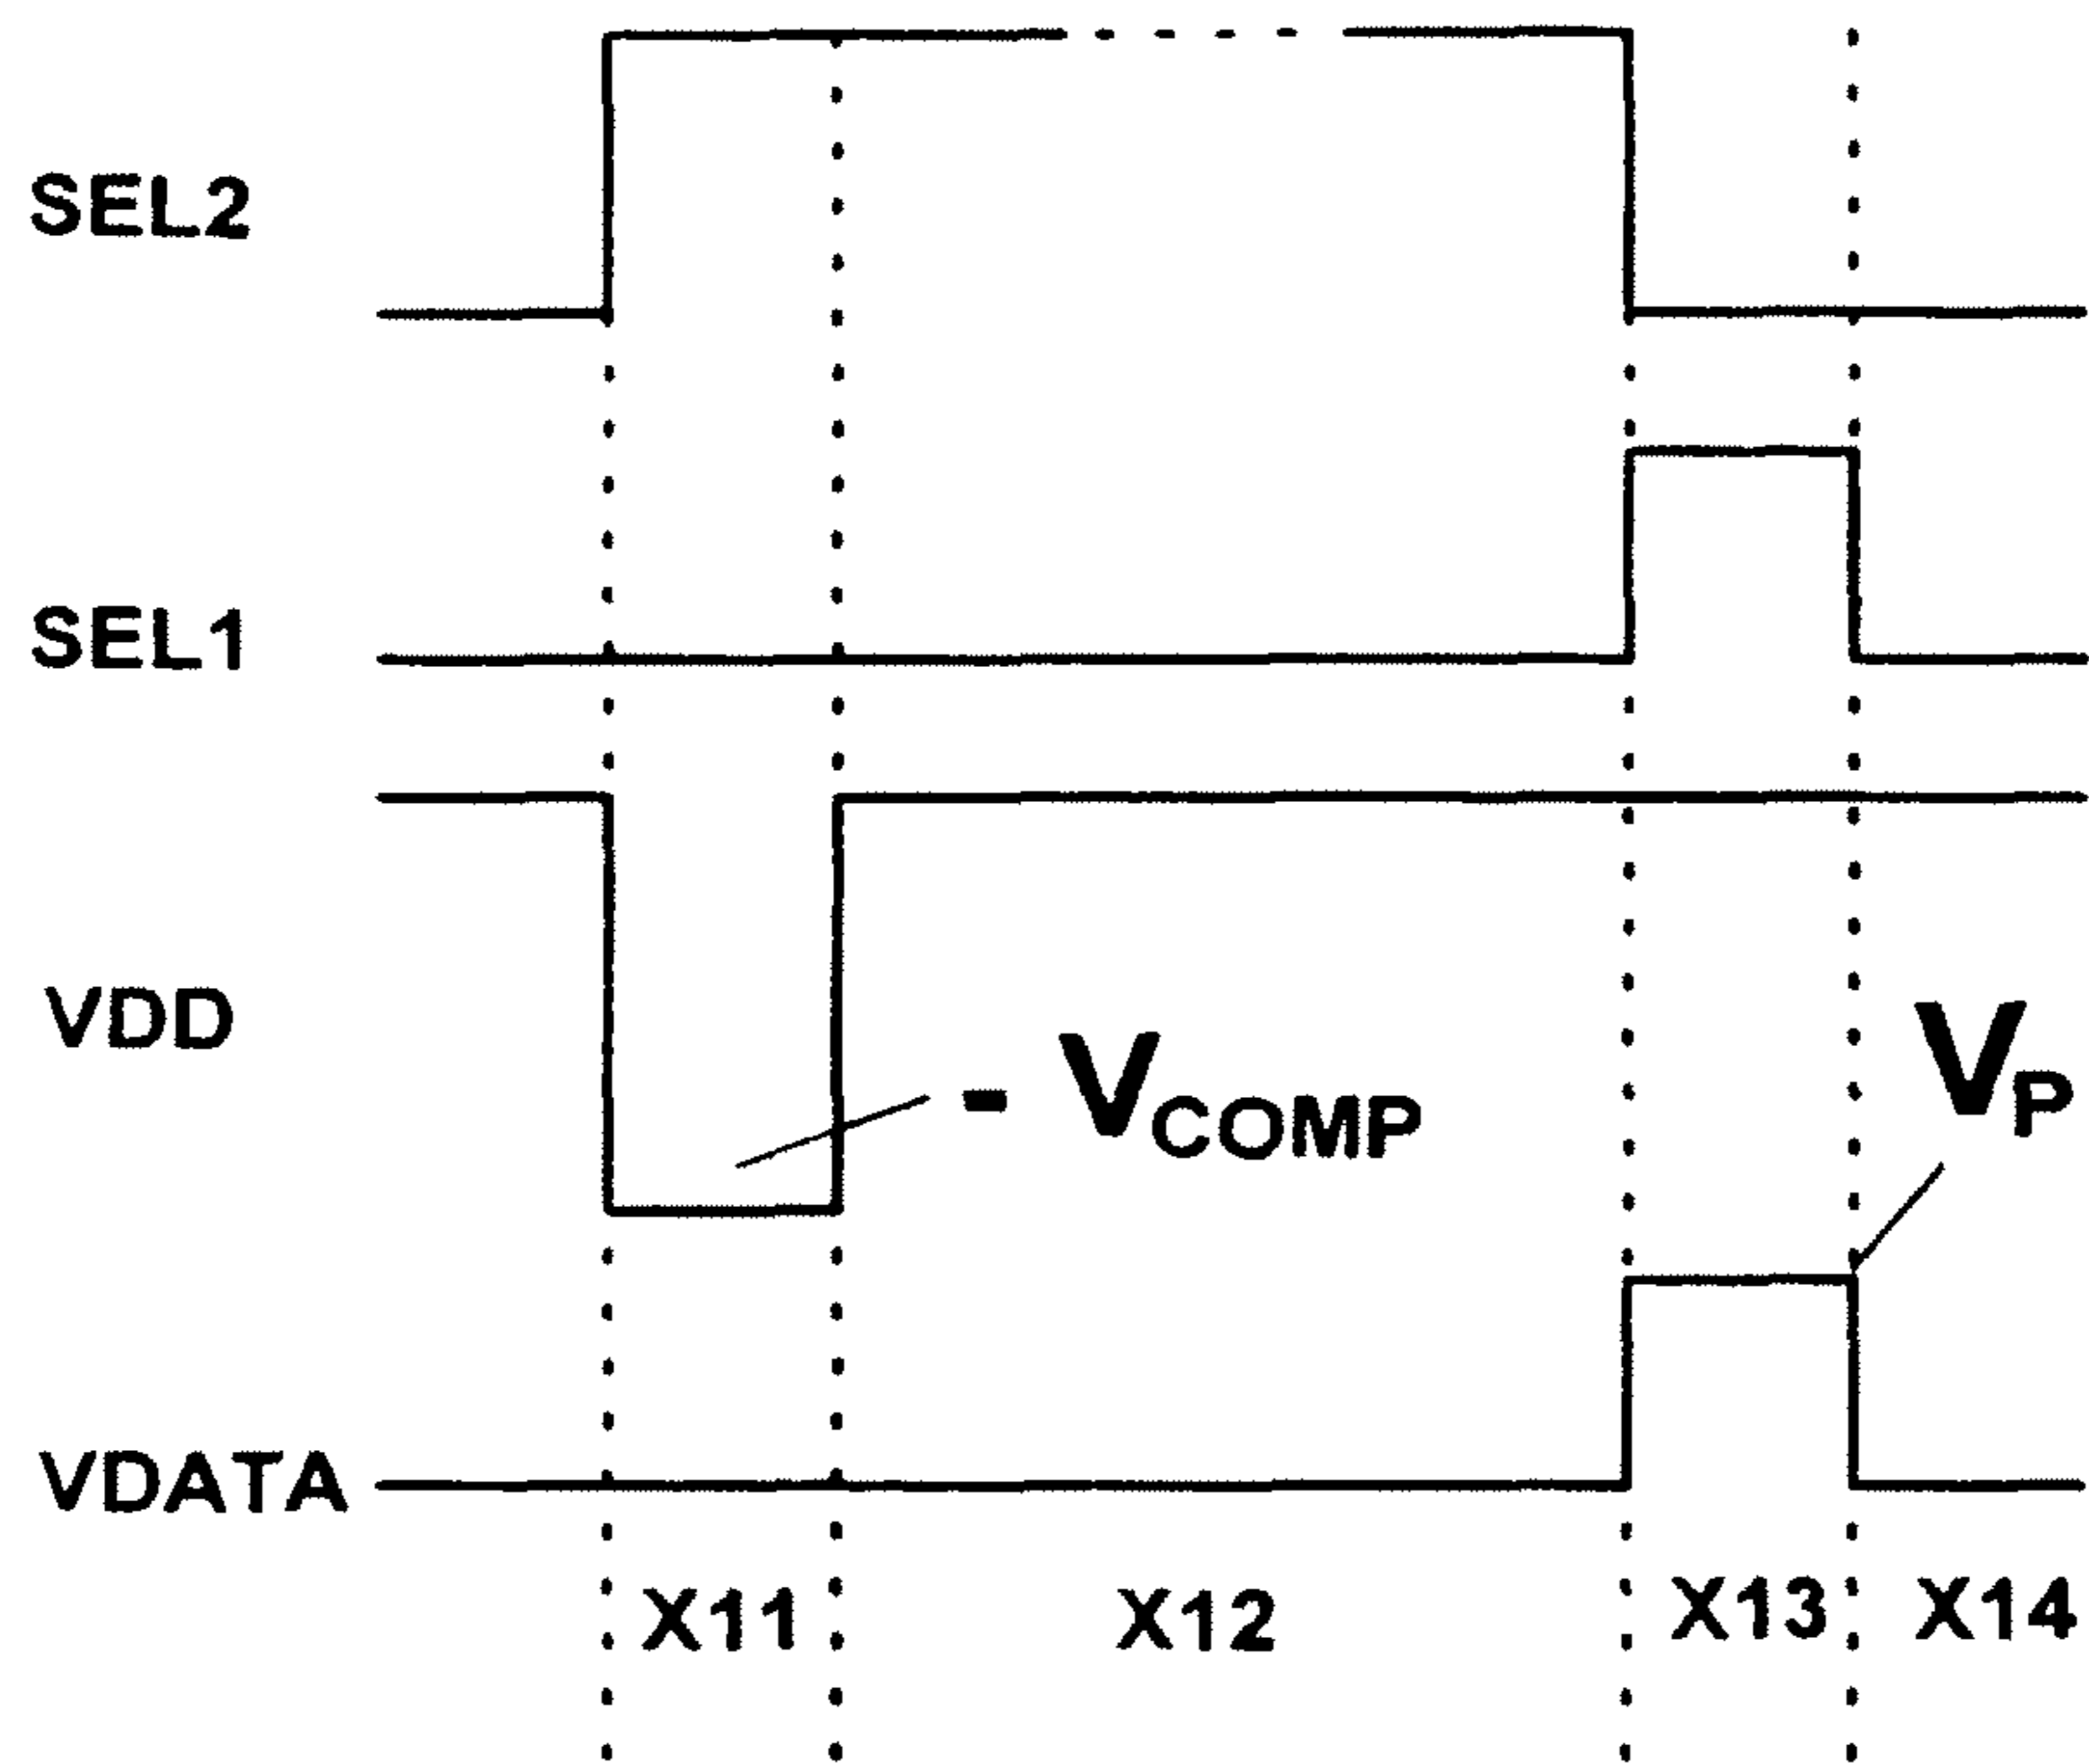 SEL2
SEL1
VDD
- VCOMP
VP
VDATA
X11 X12 X13 X14